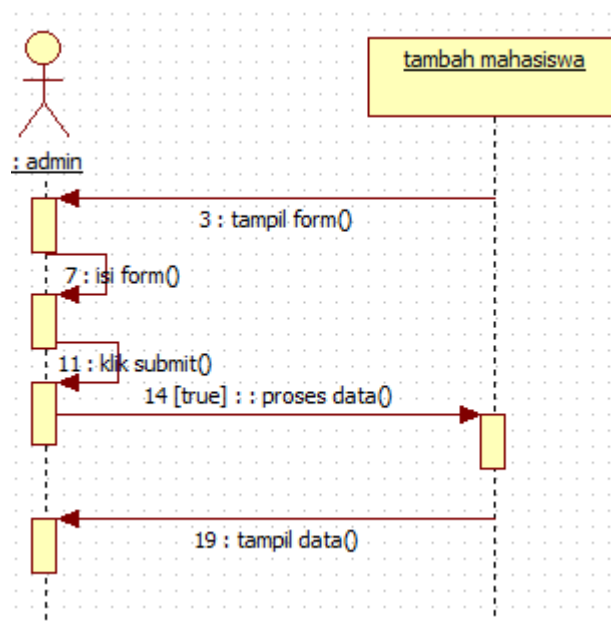 tambah mahasiswa
: admin
3 : tampil form()
7 : isi form()
11 : klik submit()
14 [true] : : proses data()
19 : tampil data()